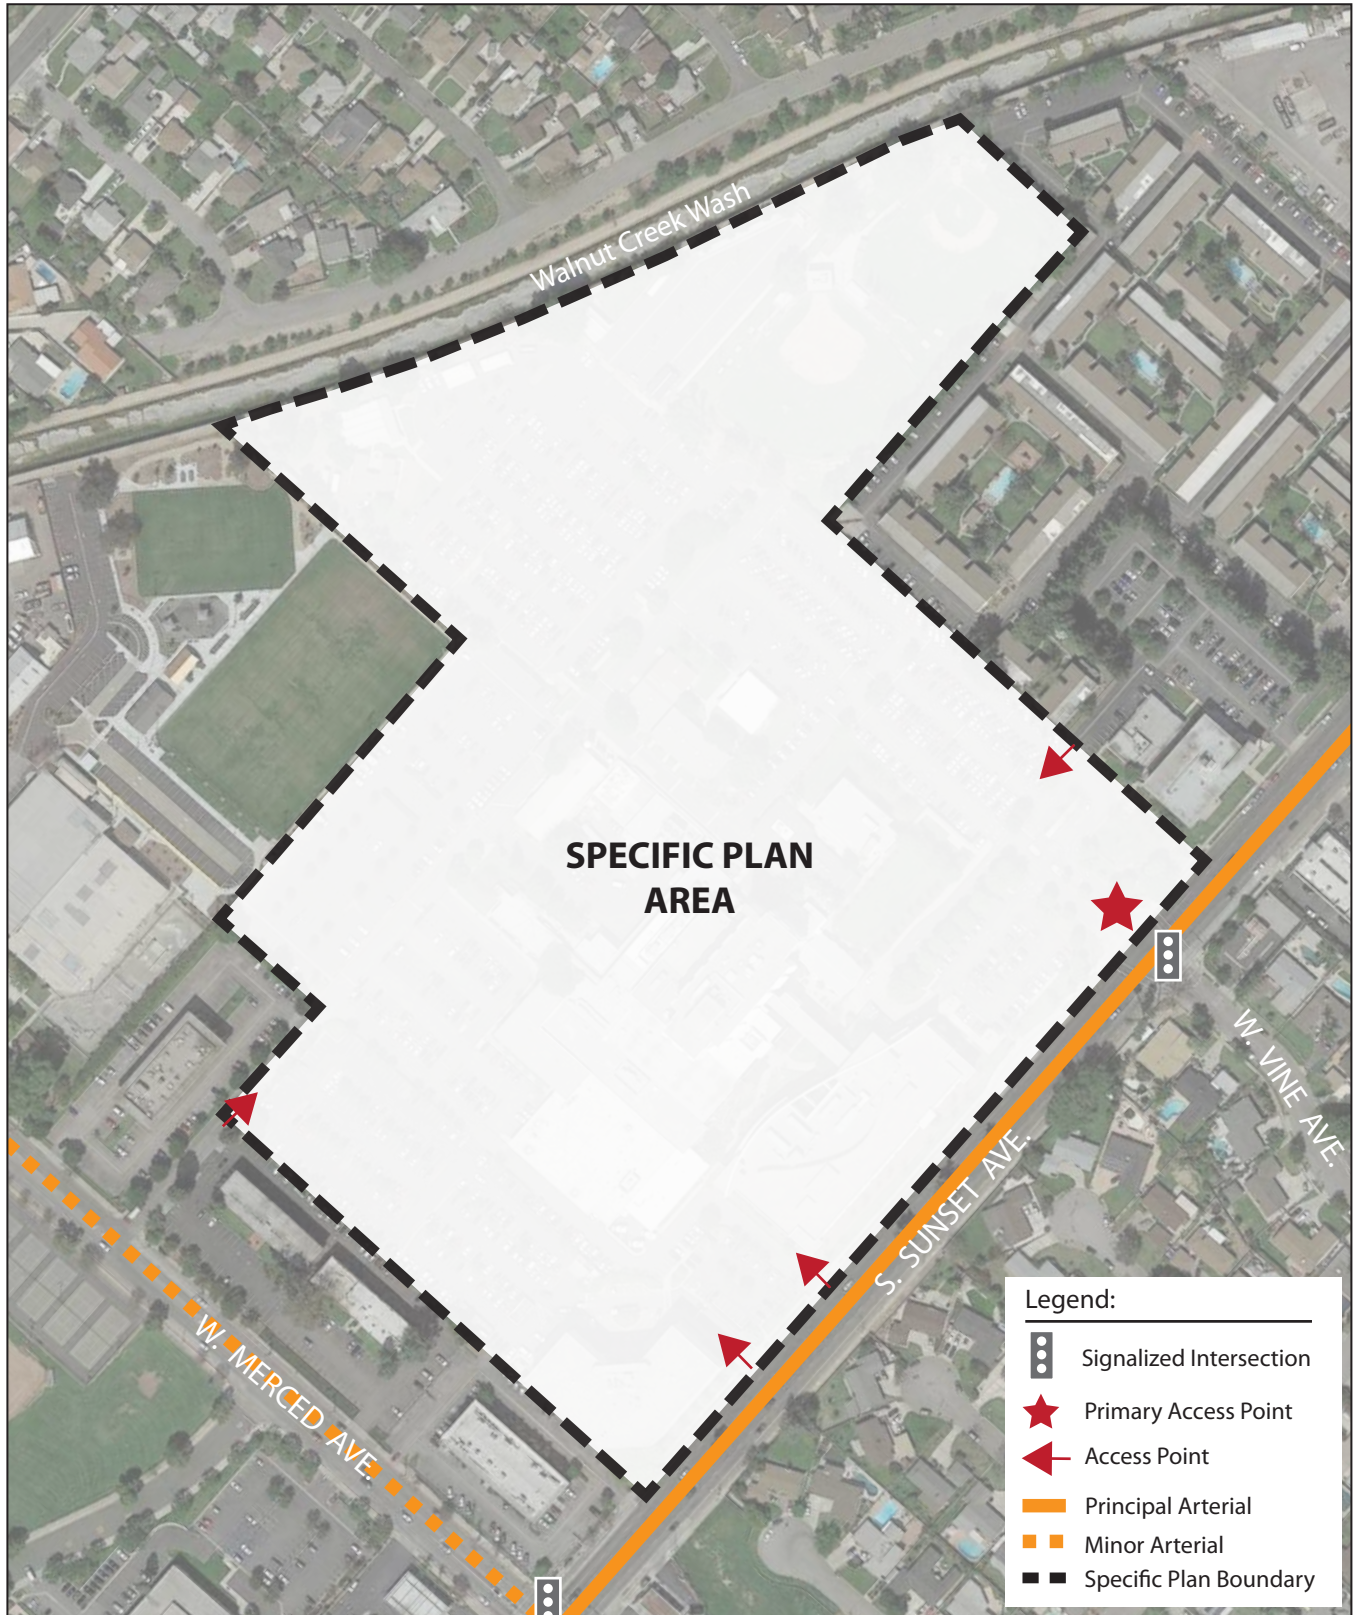 Walnut Creek Wash
SPECIFIC PLAN
AREA
W. VINE AVE.
S. SUNSET AVE.
W. MERCED AVE.
Legend:
Signalized Intersection
Primary Access Point
Access Point
Principal Arterial
Minor Arterial
Specific Plan Boundary